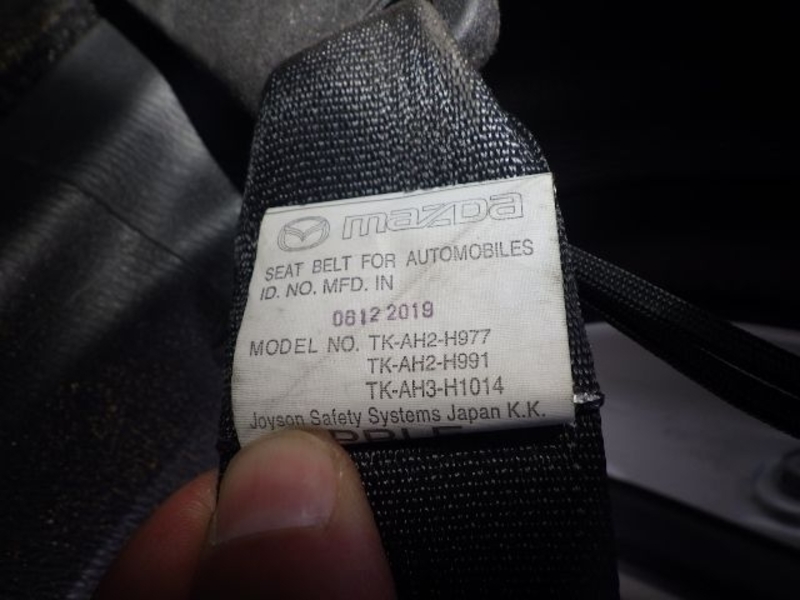 mazda
SEAT BELT FOR AUTOMOBILES
ID. NO. MFD. IN
0612 2019
MODEL NO. TK-AH2-H977
TK-AH2-H991
TK-AH3-H1014
Joyson Safety Systems Japan K.K.